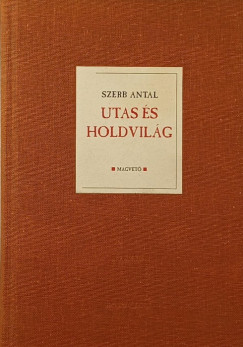 SZERB ANTAL
UTAS ÉS
HOLDVILÁG
■ MAGVETŐ ■